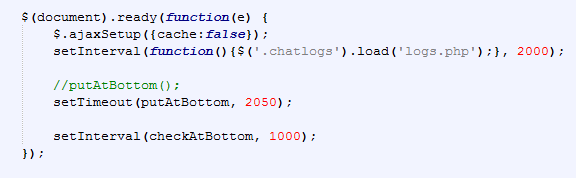 $(document).ready(function(e) {
    $.ajaxSetup({cache:false});
    setInterval(function(){$('.chatlogs').load('logs.php');}, 2000);
    //putAtBottom();
    setTimeout(putAtBottom, 2050);
    setInterval(checkAtBottom, 1000);
});